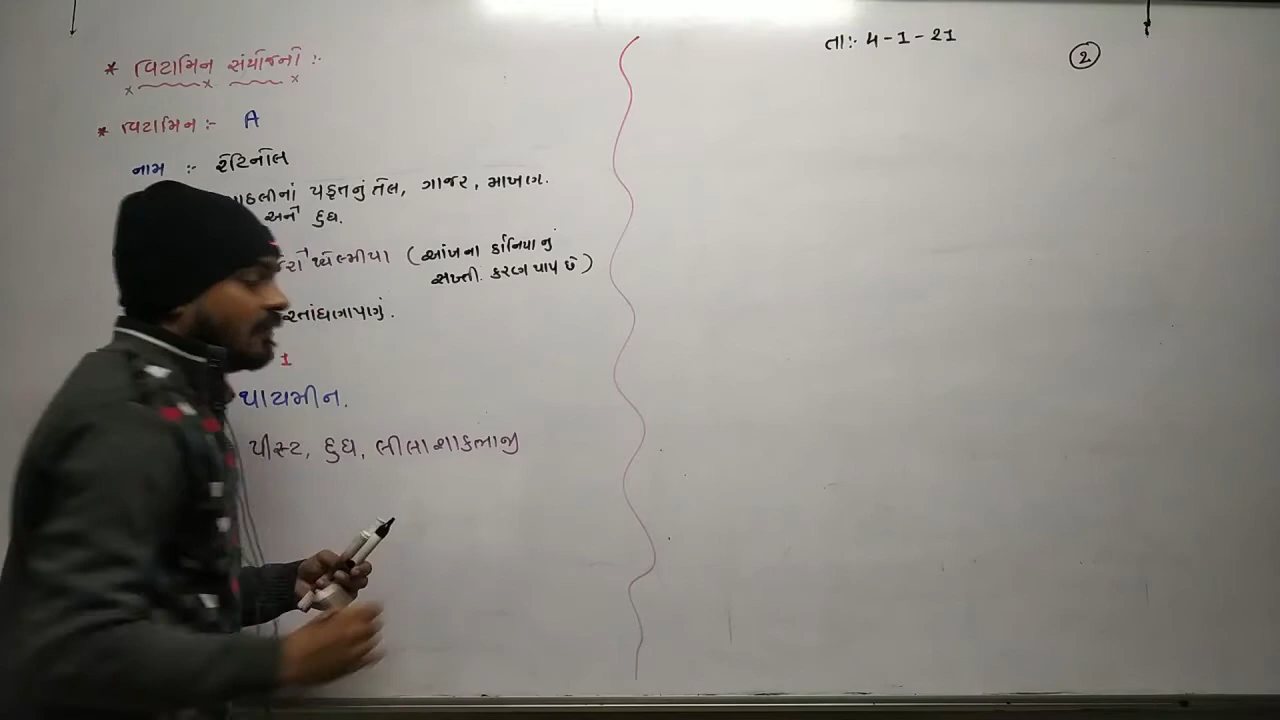 * વિટામિન સંયોજનો :-
* વિટામિન :- A
નામ :- રેટિનોલ
માછલીનાં યકૃતનું તેલ, ગાજર, માખણ.
અને દુધ.
(આંખના કોર્નિયાનું
સખ્તીકરણ થાય છે)
રતાંધળાપણું.
1
થાયમીન.
યીસ્ટ, દુધ, લીલા શાકભાજી
તાઃ- 4-1-21
2